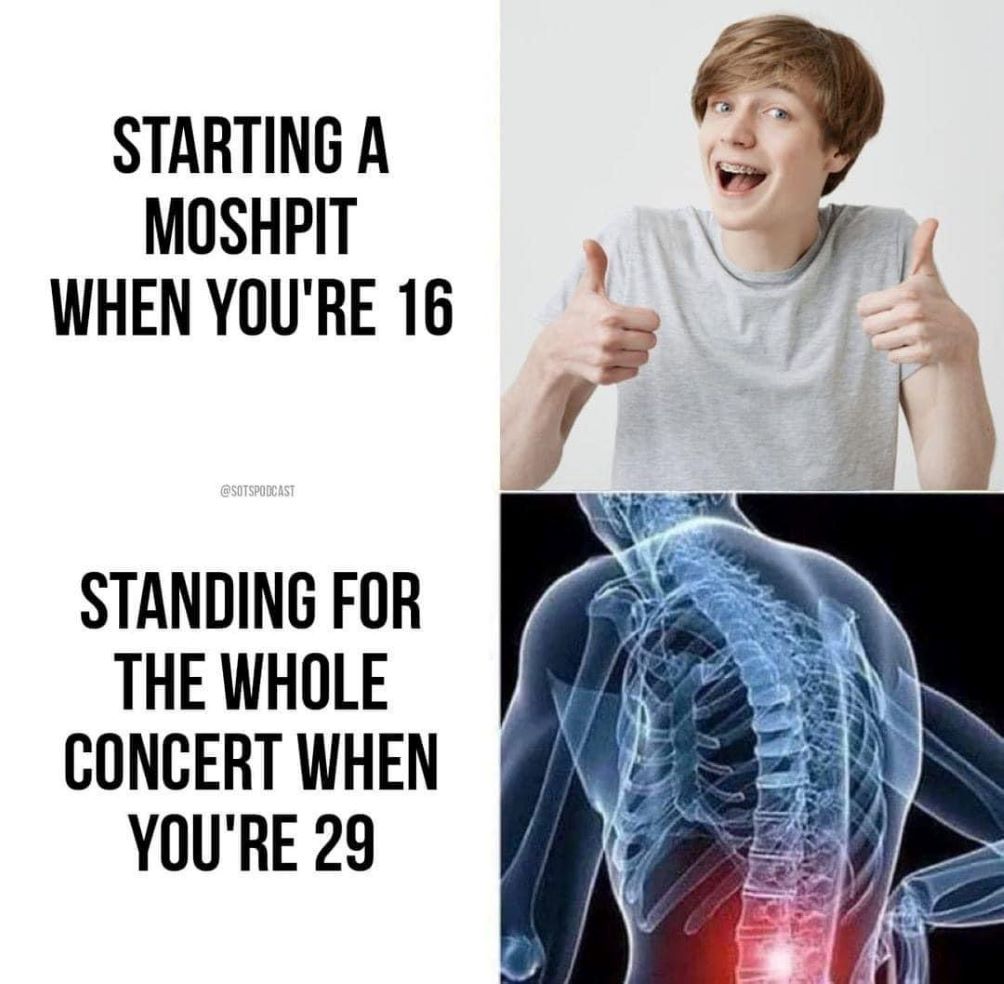 STARTING A
MOSHPIT
WHEN YOU'RE 16
@SOTSPODCAST
STANDING FOR
THE WHOLE
CONCERT WHEN
YOU'RE 29